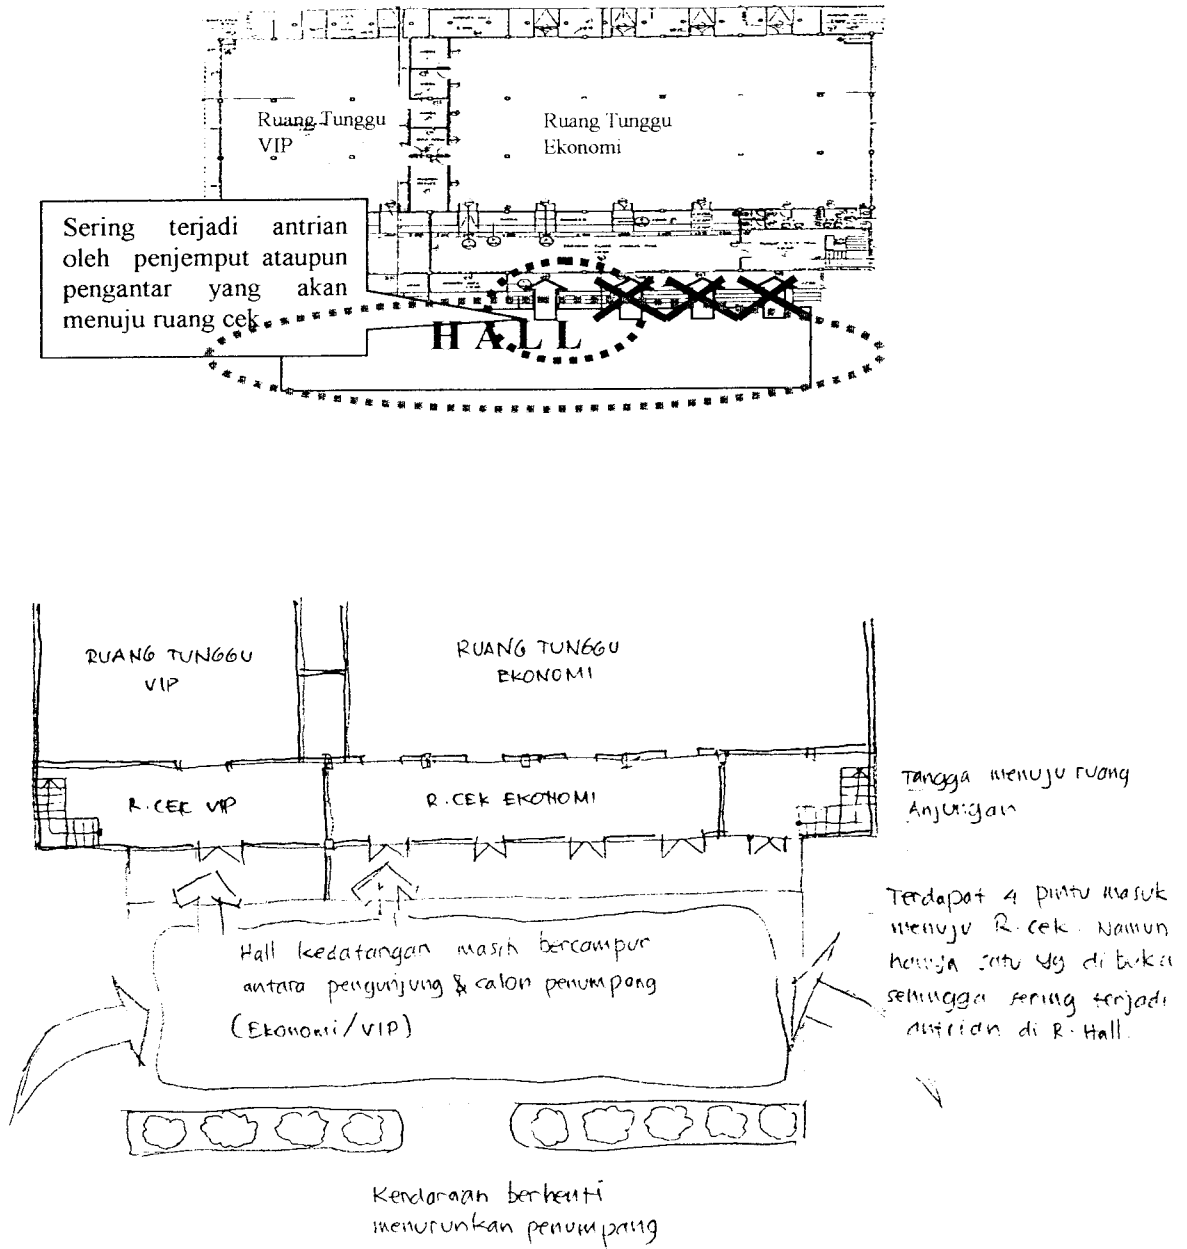 Ruang Tunggu
VIP
Ruang Tunggu
Ekonomi
Sering terjadi antrian
oleh penjemput ataupun
pengantar yang akan
menuju ruang cek
HALL
RUANG TUNGGU
VIP
RUANG TUNGGU
EKONOMI
R. CEK VIP
R. CEK EKONOMI
Tangga menuju ruang
Anjungan
Terdapat 4 pintu masuk
menuju R. cek. Namun
hanya satu yg di buka
sehingga sering terjadi
antrian di R. Hall.
Hall kedatangan masih bercampur
antara pengunjung & calon penumpang
(Ekonomi/VIP)
Kendaraan berhenti
menurunkan penumpang